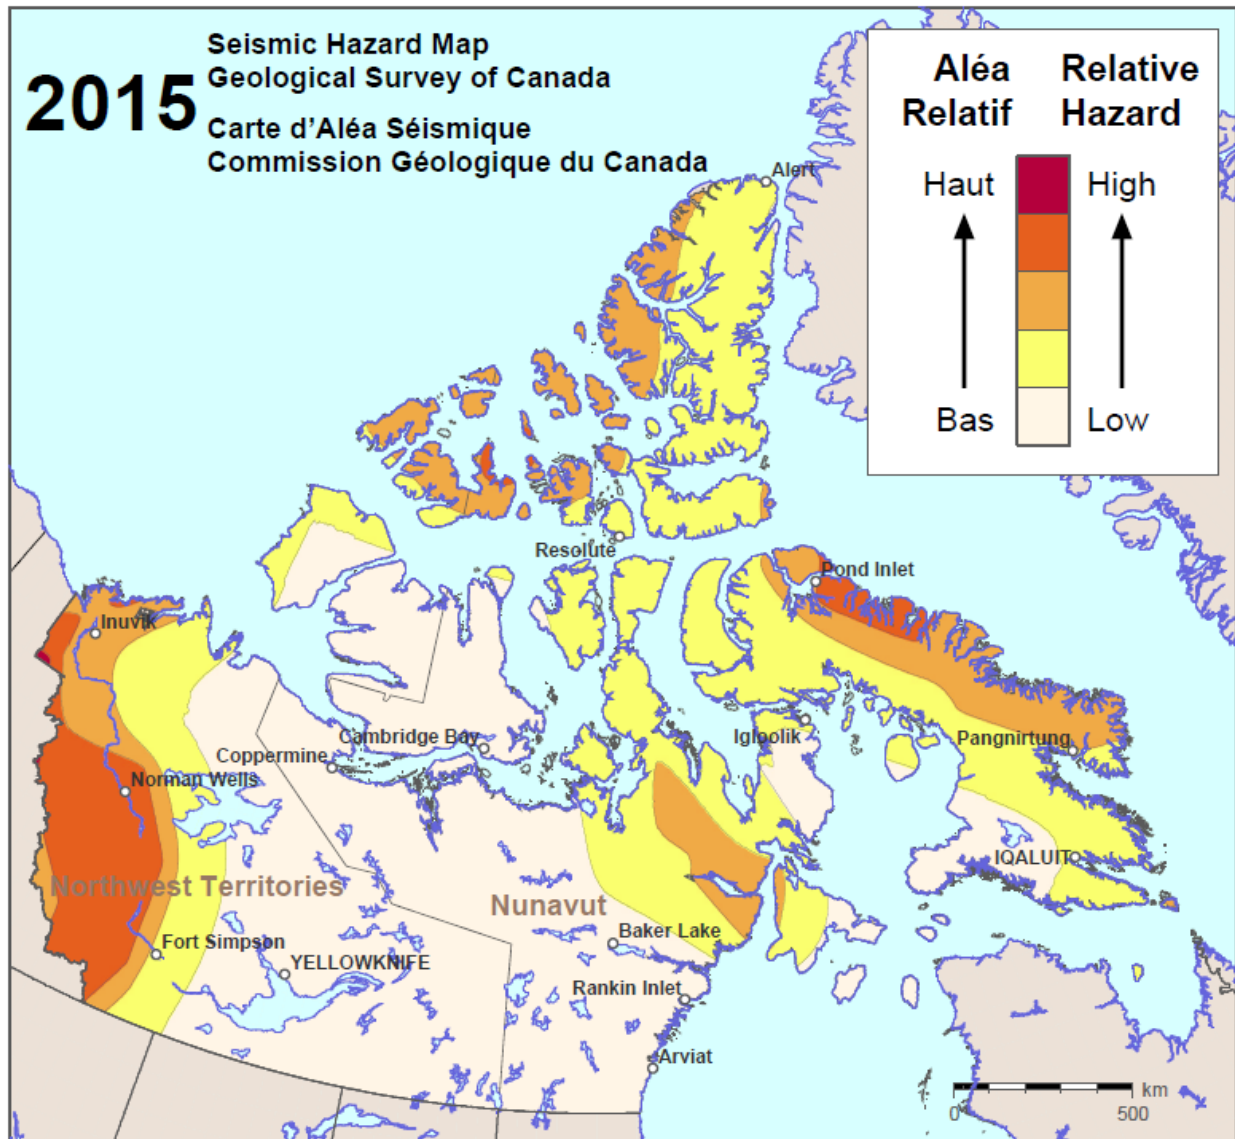 2015
Seismic Hazard Map
Geological Survey of Canada
Carte d'Aléa Séismique
Commission Géologique du Canada
Aléa
Relatif
Relative
Hazard
Haut
High
Bas
Low
Alert
Resolute
Pond Inlet
Inuvik
Igloolik
Pangnirtung
Cambridge Bay
Coppermine
Norman Wells
IQALUIT
Northwest Territories
Nunavut
Baker Lake
Fort Simpson
YELLOWKNIFE
Rankin Inlet
Arviat
km
0
500